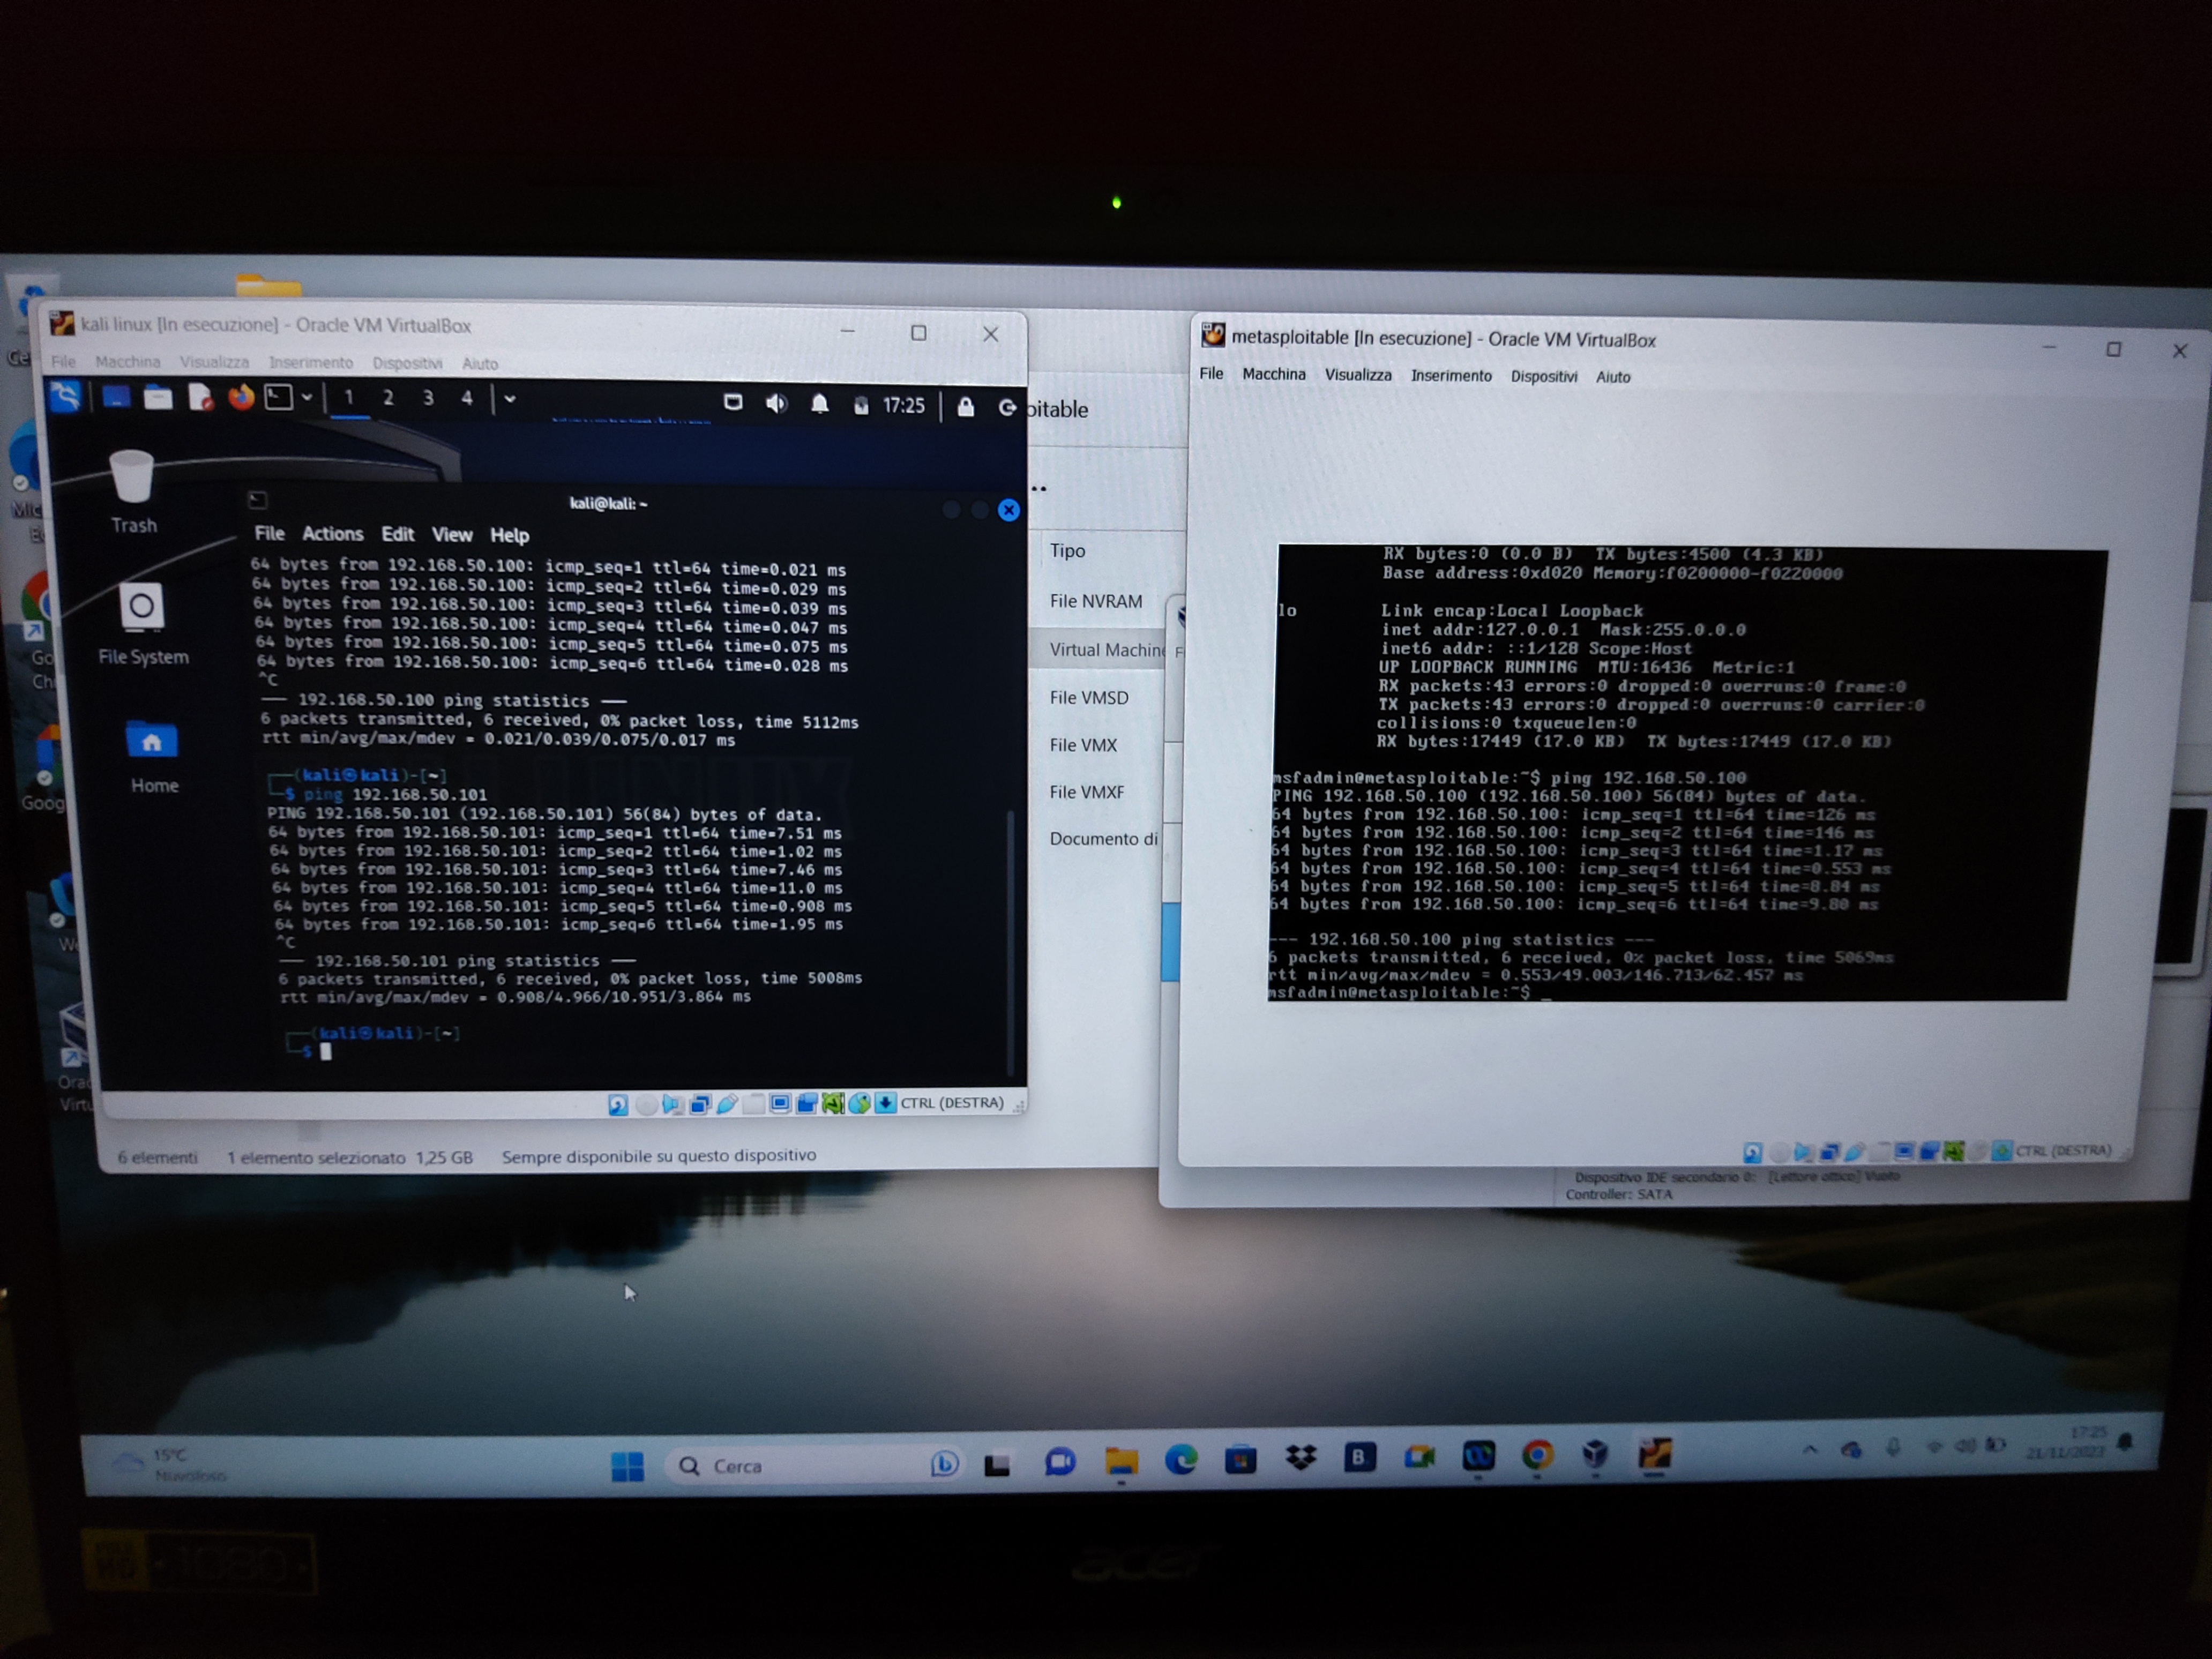 kali linux [In esecuzione] - Oracle VM VirtualBox
File Macchina Visualizza Inserimento Dispositivi Aiuto
1 2 3 4 17:25
Trash
File System
Home
kali@kali: ~
File Actions Edit View Help
64 bytes from 192.168.50.100: icmp_seq=1 ttl=64 time=0.021 ms
64 bytes from 192.168.50.100: icmp_seq=2 ttl=64 time=0.029 ms
64 bytes from 192.168.50.100: icmp_seq=3 ttl=64 time=0.039 ms
64 bytes from 192.168.50.100: icmp_seq=4 ttl=64 time=0.047 ms
64 bytes from 192.168.50.100: icmp_seq=5 ttl=64 time=0.075 ms
64 bytes from 192.168.50.100: icmp_seq=6 ttl=64 time=0.028 ms
^C
— 192.168.50.100 ping statistics —
6 packets transmitted, 6 received, 0% packet loss, time 5112ms
rtt min/avg/max/mdev = 0.021/0.039/0.075/0.017 ms
(kali㉿kali)-[~]
$ ping 192.168.50.101
PING 192.168.50.101 (192.168.50.101) 56(84) bytes of data.
64 bytes from 192.168.50.101: icmp_seq=1 ttl=64 time=7.51 ms
64 bytes from 192.168.50.101: icmp_seq=2 ttl=64 time=1.02 ms
64 bytes from 192.168.50.101: icmp_seq=3 ttl=64 time=7.46 ms
64 bytes from 192.168.50.101: icmp_seq=4 ttl=64 time=11.0 ms
64 bytes from 192.168.50.101: icmp_seq=5 ttl=64 time=0.908 ms
64 bytes from 192.168.50.101: icmp_seq=6 ttl=64 time=1.95 ms
^C
— 192.168.50.101 ping statistics —
6 packets transmitted, 6 received, 0% packet loss, time 5008ms
rtt min/avg/max/mdev = 0.908/4.966/10.951/3.864 ms
(kali㉿kali)-[~]
$
CTRL (DESTRA)
6 elementi 1 elemento selezionato 1,25 GB Sempre disponibile su questo dispositivo
oitable
Tipo
File NVRAM
Virtual Machin
File VMSD
File VMX
File VMXF
Documento di
metasploitable [In esecuzione] - Oracle VM VirtualBox
File Macchina Visualizza Inserimento Dispositivi Aiuto
RX bytes:0 (0.0 B) TX bytes:4500 (4.3 KB)
Base address:0xd020 Memory:f0200000-f0220000
lo Link encap:Local Loopback
inet addr:127.0.0.1 Mask:255.0.0.0
inet6 addr: ::1/128 Scope:Host
UP LOOPBACK RUNNING MTU:16436 Metric:1
RX packets:43 errors:0 dropped:0 overruns:0 frame:0
TX packets:43 errors:0 dropped:0 overruns:0 carrier:0
collisions:0 txqueuelen:0
RX bytes:17449 (17.0 KB) TX bytes:17449 (17.0 KB)
msfadmin@metasploitable:~$ ping 192.168.50.100
PING 192.168.50.100 (192.168.50.100) 56(84) bytes of data.
64 bytes from 192.168.50.100: icmp_seq=1 ttl=64 time=126 ms
64 bytes from 192.168.50.100: icmp_seq=2 ttl=64 time=146 ms
64 bytes from 192.168.50.100: icmp_seq=3 ttl=64 time=1.17 ms
64 bytes from 192.168.50.100: icmp_seq=4 ttl=64 time=0.553 ms
64 bytes from 192.168.50.100: icmp_seq=5 ttl=64 time=8.84 ms
64 bytes from 192.168.50.100: icmp_seq=6 ttl=64 time=9.80 ms
--- 192.168.50.100 ping statistics ---
6 packets transmitted, 6 received, 0% packet loss, time 5069ms
rtt min/avg/max/mdev = 0.553/49.003/146.713/62.457 ms
msfadmin@metasploitable:~$ _
CTRL (DESTRA)
Dispositivo IDE secondario 0: [Lettore ottico] Vuoto
Controller: SATA
15°C
Nuvoloso
Cerca
B
17:25
21/11/2023
1080
acer